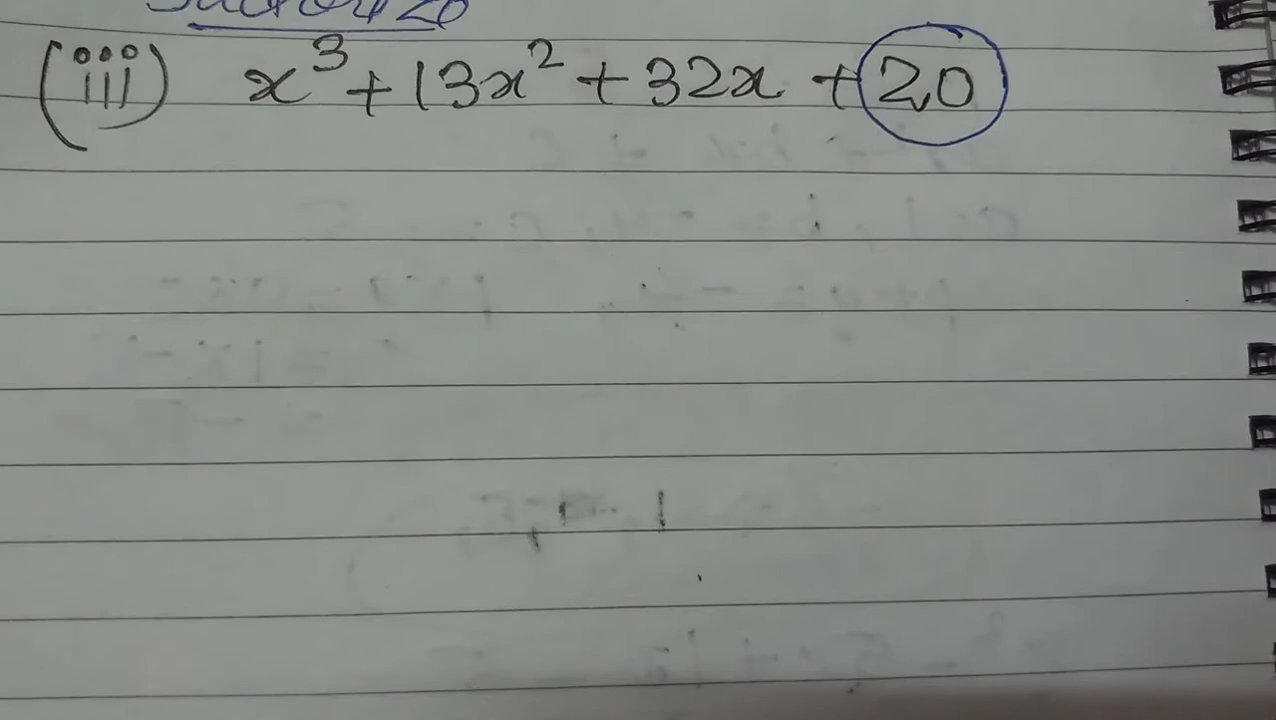 (iii) x³ + 13x² + 32x + 20